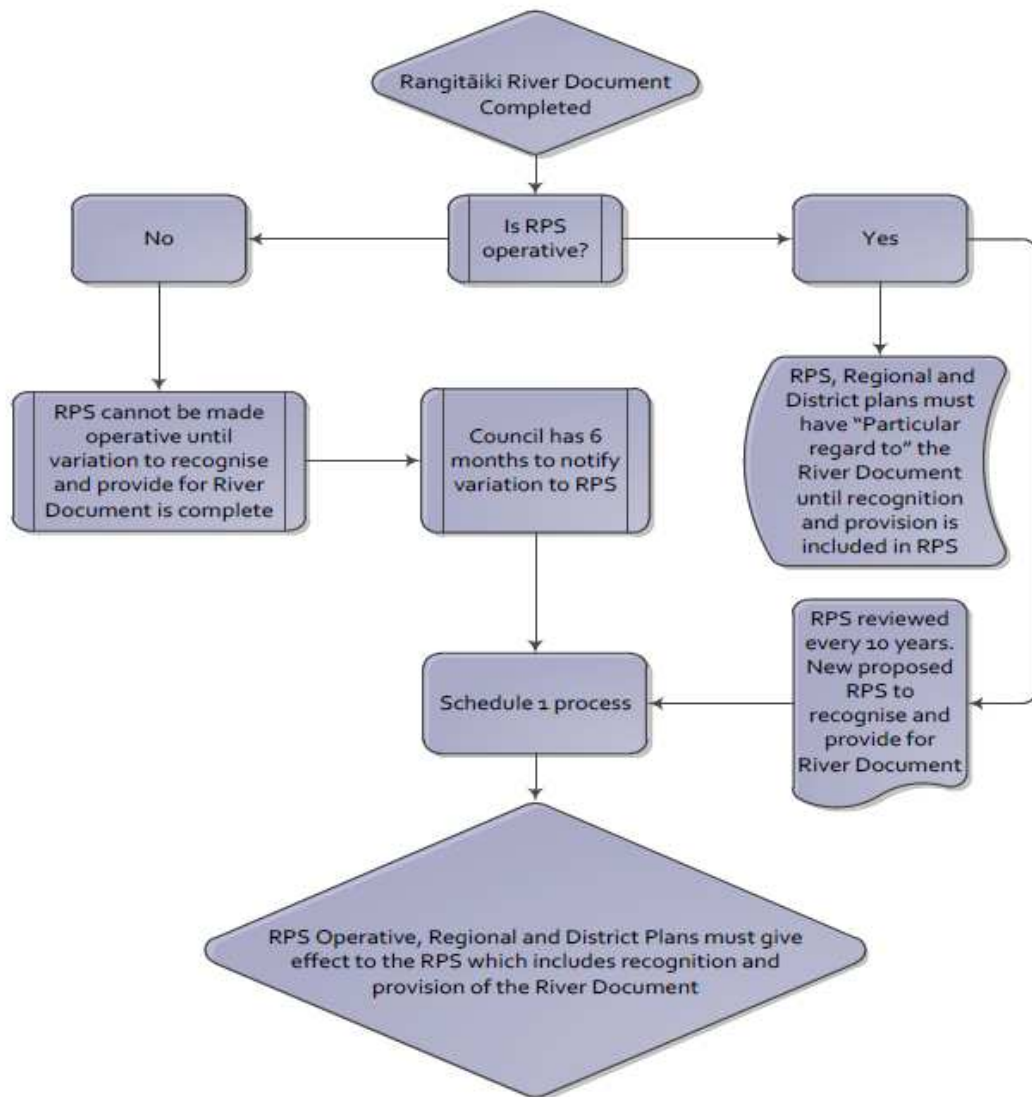 Rangitāiki River Document
Completed
No
Is RPS
operative?
Yes
RPS cannot be made
operative until
variation to recognise
and provide for River
Document is complete
Council has 6
months to notify
variation to RPS
RPS, Regional and
District plans must
have “Particular
regard to” the
River Document
until recognition
and provision is
included in RPS
Schedule 1 process
RPS reviewed
every 10 years.
New proposed
RPS to
recognise and
provide for
River Document
RPS Operative, Regional and District Plans must give
effect to the RPS which includes recognition and
provision of the River Document